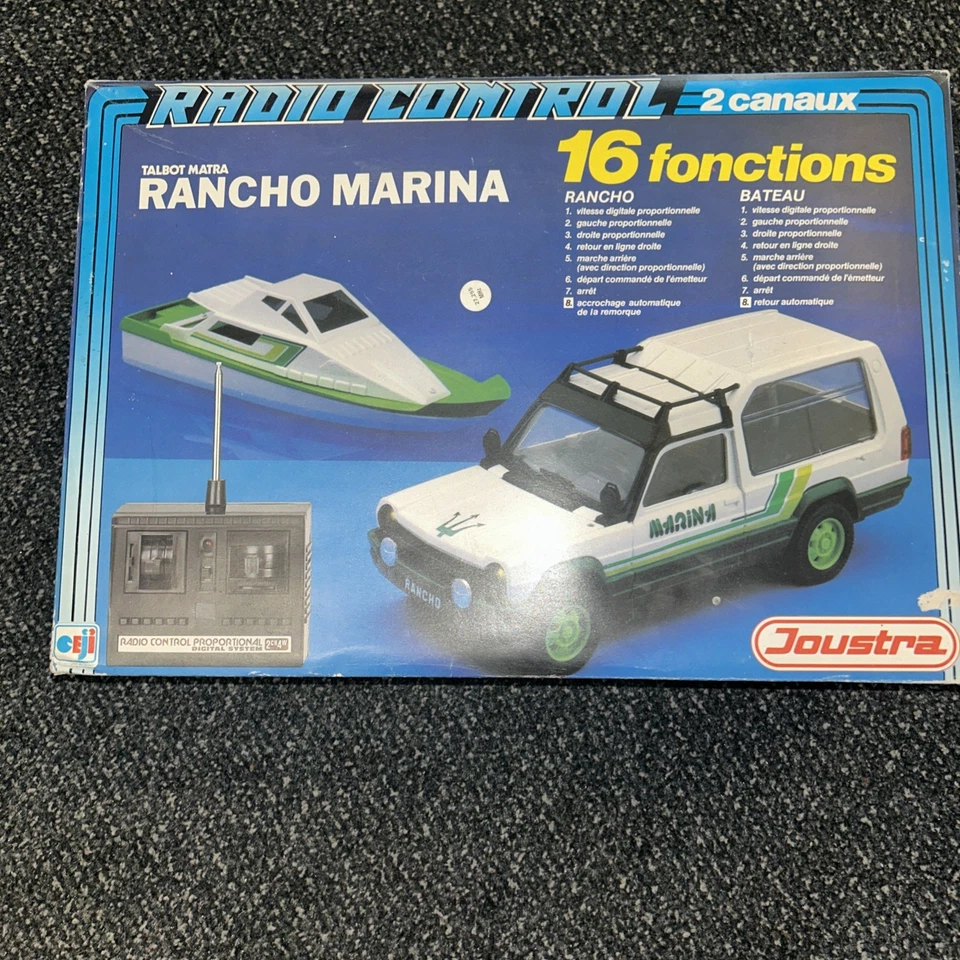 RADIO CONTROL 2 canaux
16 fonctions
TALBOT MATRA
RANCHO MARINA
RANCHO
1. vitesse digitale proportionnelle
2. gauche proportionnelle
3. droite proportionnelle
4. retour en ligne droite
5. marche arrière
(avec direction proportionnelle)
6. départ commandé de l'émetteur
7. arrêt
8. accrochage automatique
de la remorque
BATEAU
1. vitesse digitale proportionnelle
2. gauche proportionnelle
3. droite proportionnelle
4. retour en ligne droite
5. marche arrière
(avec direction proportionnelle)
6. départ commandé de l'émetteur
7. arrêt
8. retour automatique
MARINA
RANCHO
RADIO CONTROL PROPORTIONAL
DIGITAL SYSTEM
ceji
Joustra